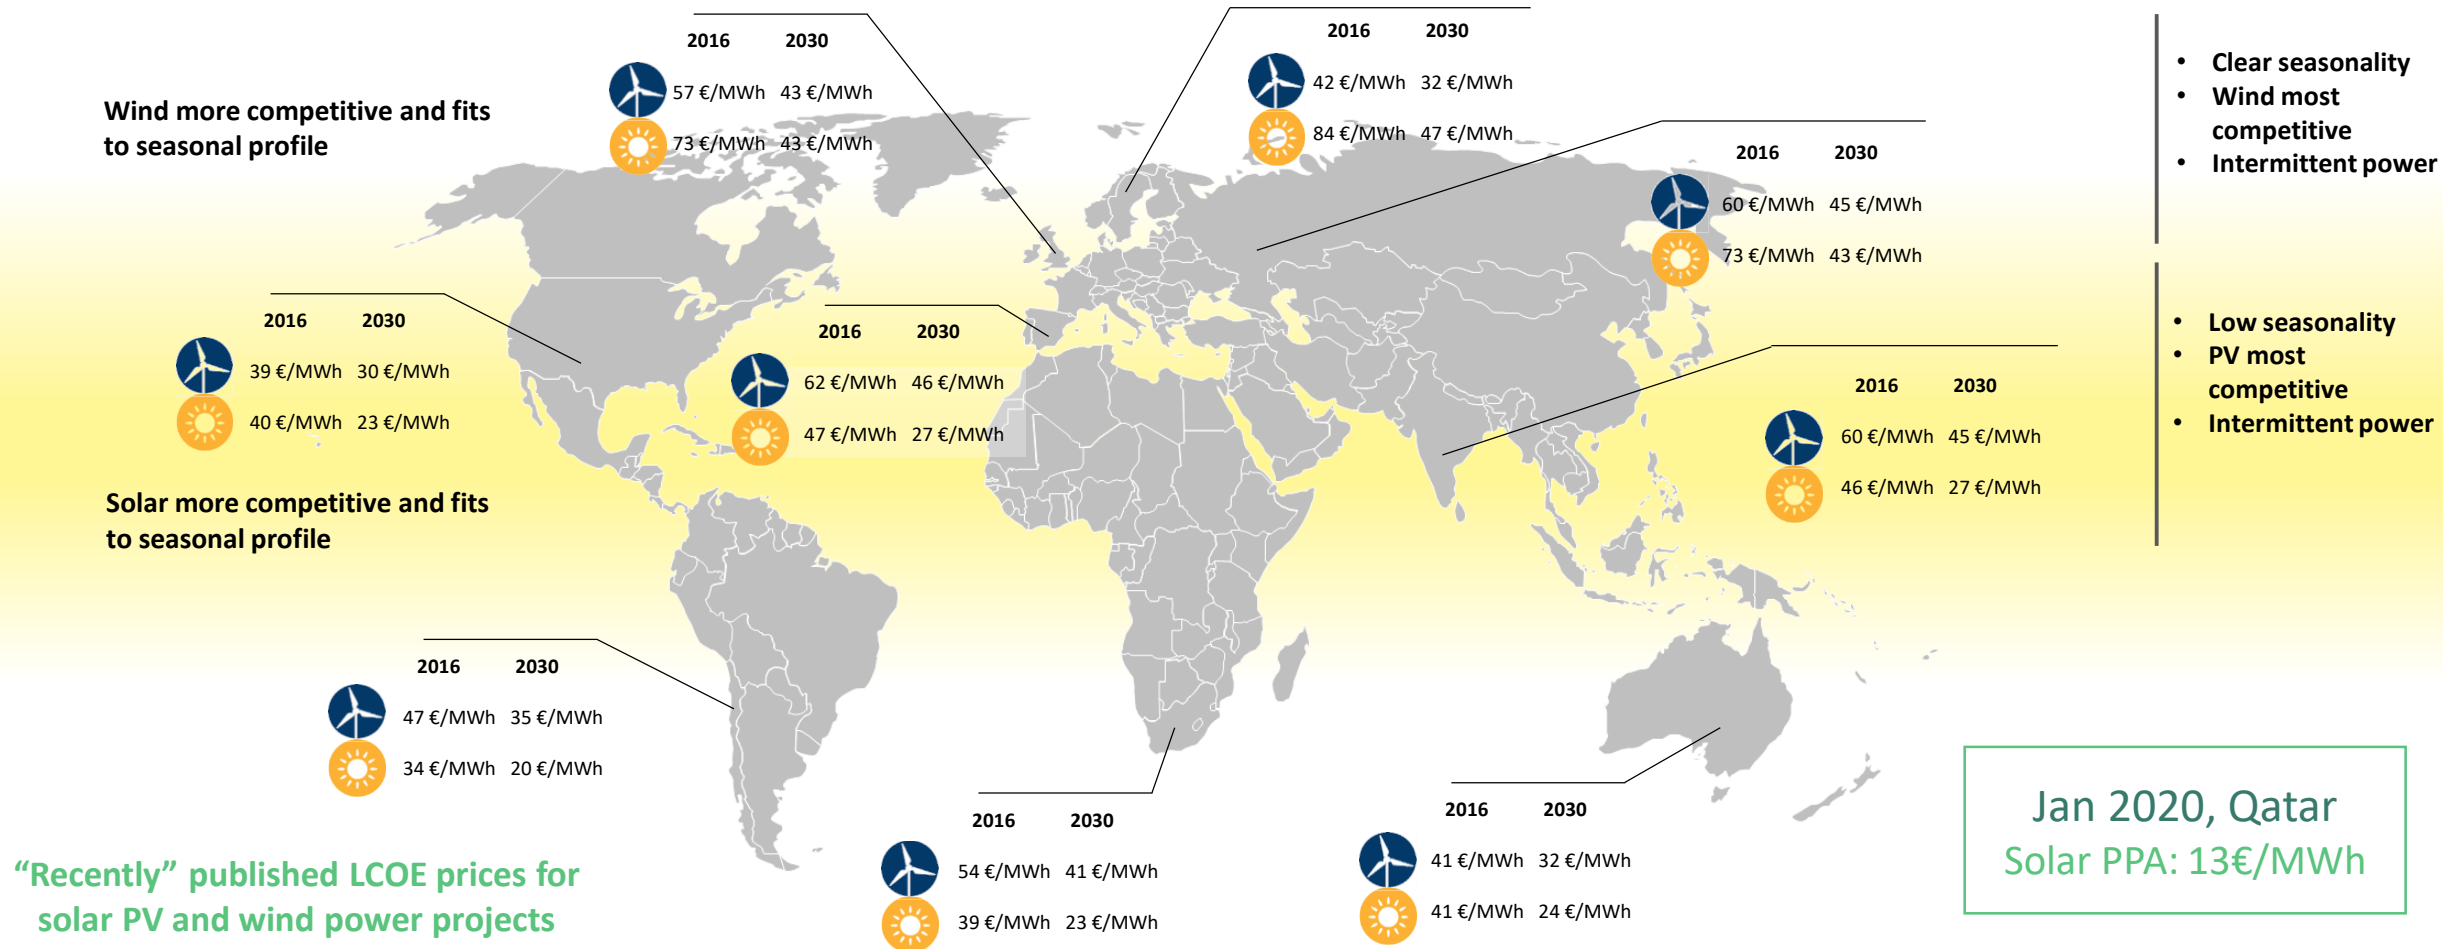 2016 2030
57 €/MWh 43 €/MWh
73 €/MWh 43 €/MWh
2016 2030
42 €/MWh 32 €/MWh
84 €/MWh 47 €/MWh
• Clear seasonality
• Wind most
competitive
• Intermittent power
Wind more competitive and fits
to seasonal profile
2016 2030
60 €/MWh 45 €/MWh
73 €/MWh 43 €/MWh
2016 2030
39 €/MWh 30 €/MWh
40 €/MWh 23 €/MWh
2016 2030
62 €/MWh 46 €/MWh
47 €/MWh 27 €/MWh
• Low seasonality
• PV most
competitive
• Intermittent power
2016 2030
60 €/MWh 45 €/MWh
46 €/MWh 27 €/MWh
Solar more competitive and fits
to seasonal profile
2016 2030
47 €/MWh 35 €/MWh
34 €/MWh 20 €/MWh
2016 2030
54 €/MWh 41 €/MWh
39 €/MWh 23 €/MWh
2016 2030
41 €/MWh 32 €/MWh
41 €/MWh 24 €/MWh
Jan 2020, Qatar
Solar PPA: 13€/MWh
“Recently” published LCOE prices for
solar PV and wind power projects